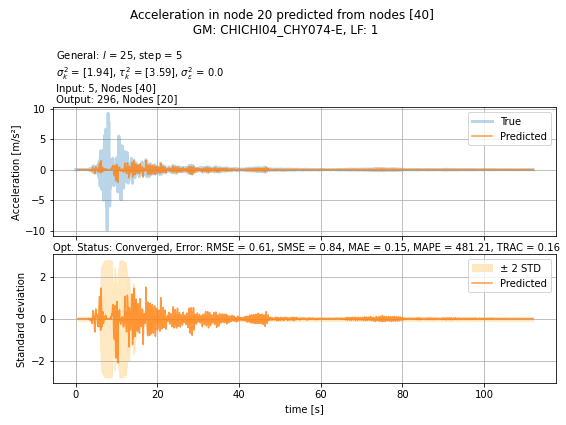 Acceleration in node 20 predicted from nodes [40]
GM: CHICHI04_CHY074-E, LF: 1
General: l = 25, step = 5
σ²ₖ = [1.94], τ²ₖ = [3.59], σ²ε = 0.0
Input: 5, Nodes [40]
Output: 296, Nodes [20]
10
5
0
−5
−10
Acceleration [m/s²]
True
Predicted
Opt. Status: Converged, Error: RMSE = 0.61, SMSE = 0.84, MAE = 0.15, MAPE = 481.21, TRAC = 0.16
2
0
−2
Standard deviation
± 2 STD
Predicted
0 20 40 60 80 100
time [s]